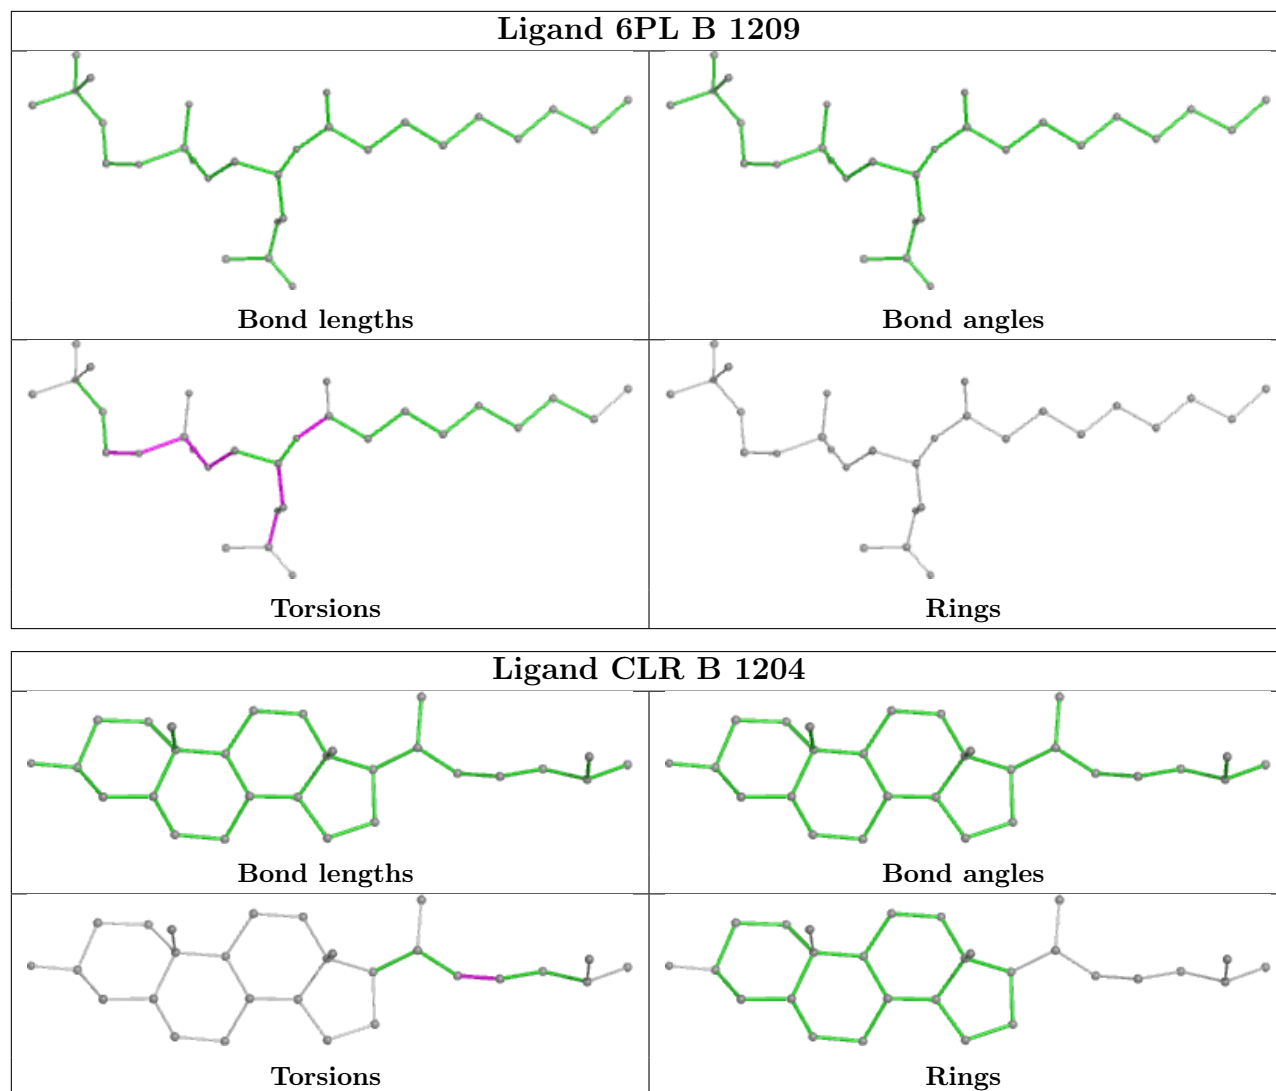 Ligand 6PL B 1209
Bond lengths
Bond angles
Torsions
Rings
Ligand CLR B 1204
Bond lengths
Bond angles
Torsions
Rings